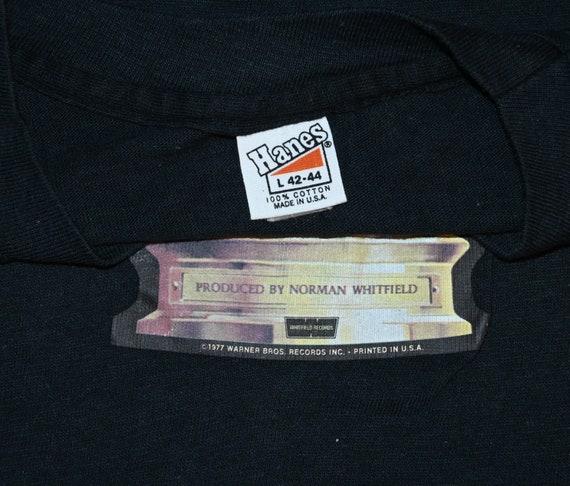 Hanes®
L 42-44
100% COTTON
MADE IN U.S.A.
PRODUCED BY NORMAN WHITFIELD
WHITFIELD RECORDS
©1977 WARNER BROS. RECORDS INC. • PRINTED IN U.S.A.